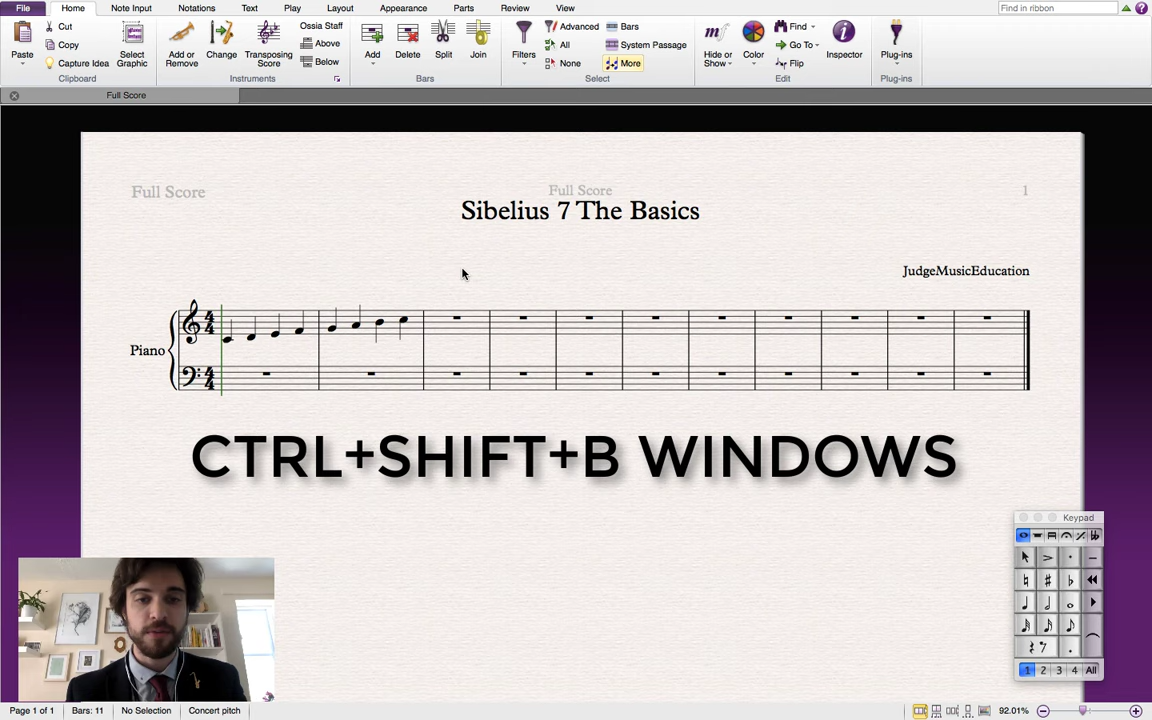 File Home Note Input Notations Text Play Layout Appearance Parts Review View Find in ribbon
Paste Cut Copy Capture Idea Select Graphic Clipboard
Add or Remove Change Transposing Score Ossia Staff Above Below Instruments
Add Delete Split Join Bars
Filters Advanced All None Bars System Passage More Select
Hide or Show Color Find Go To Flip Inspector Edit
Plug-ins Plug-ins
Full Score
Full Score Full Score 1
Sibelius 7 The Basics
JudgeMusicEducation
Piano
CTRL+SHIFT+B WINDOWS
Keypad
1 2 3 4 All
Page 1 of 1 Bars: 11 No Selection Concert pitch 92.01%